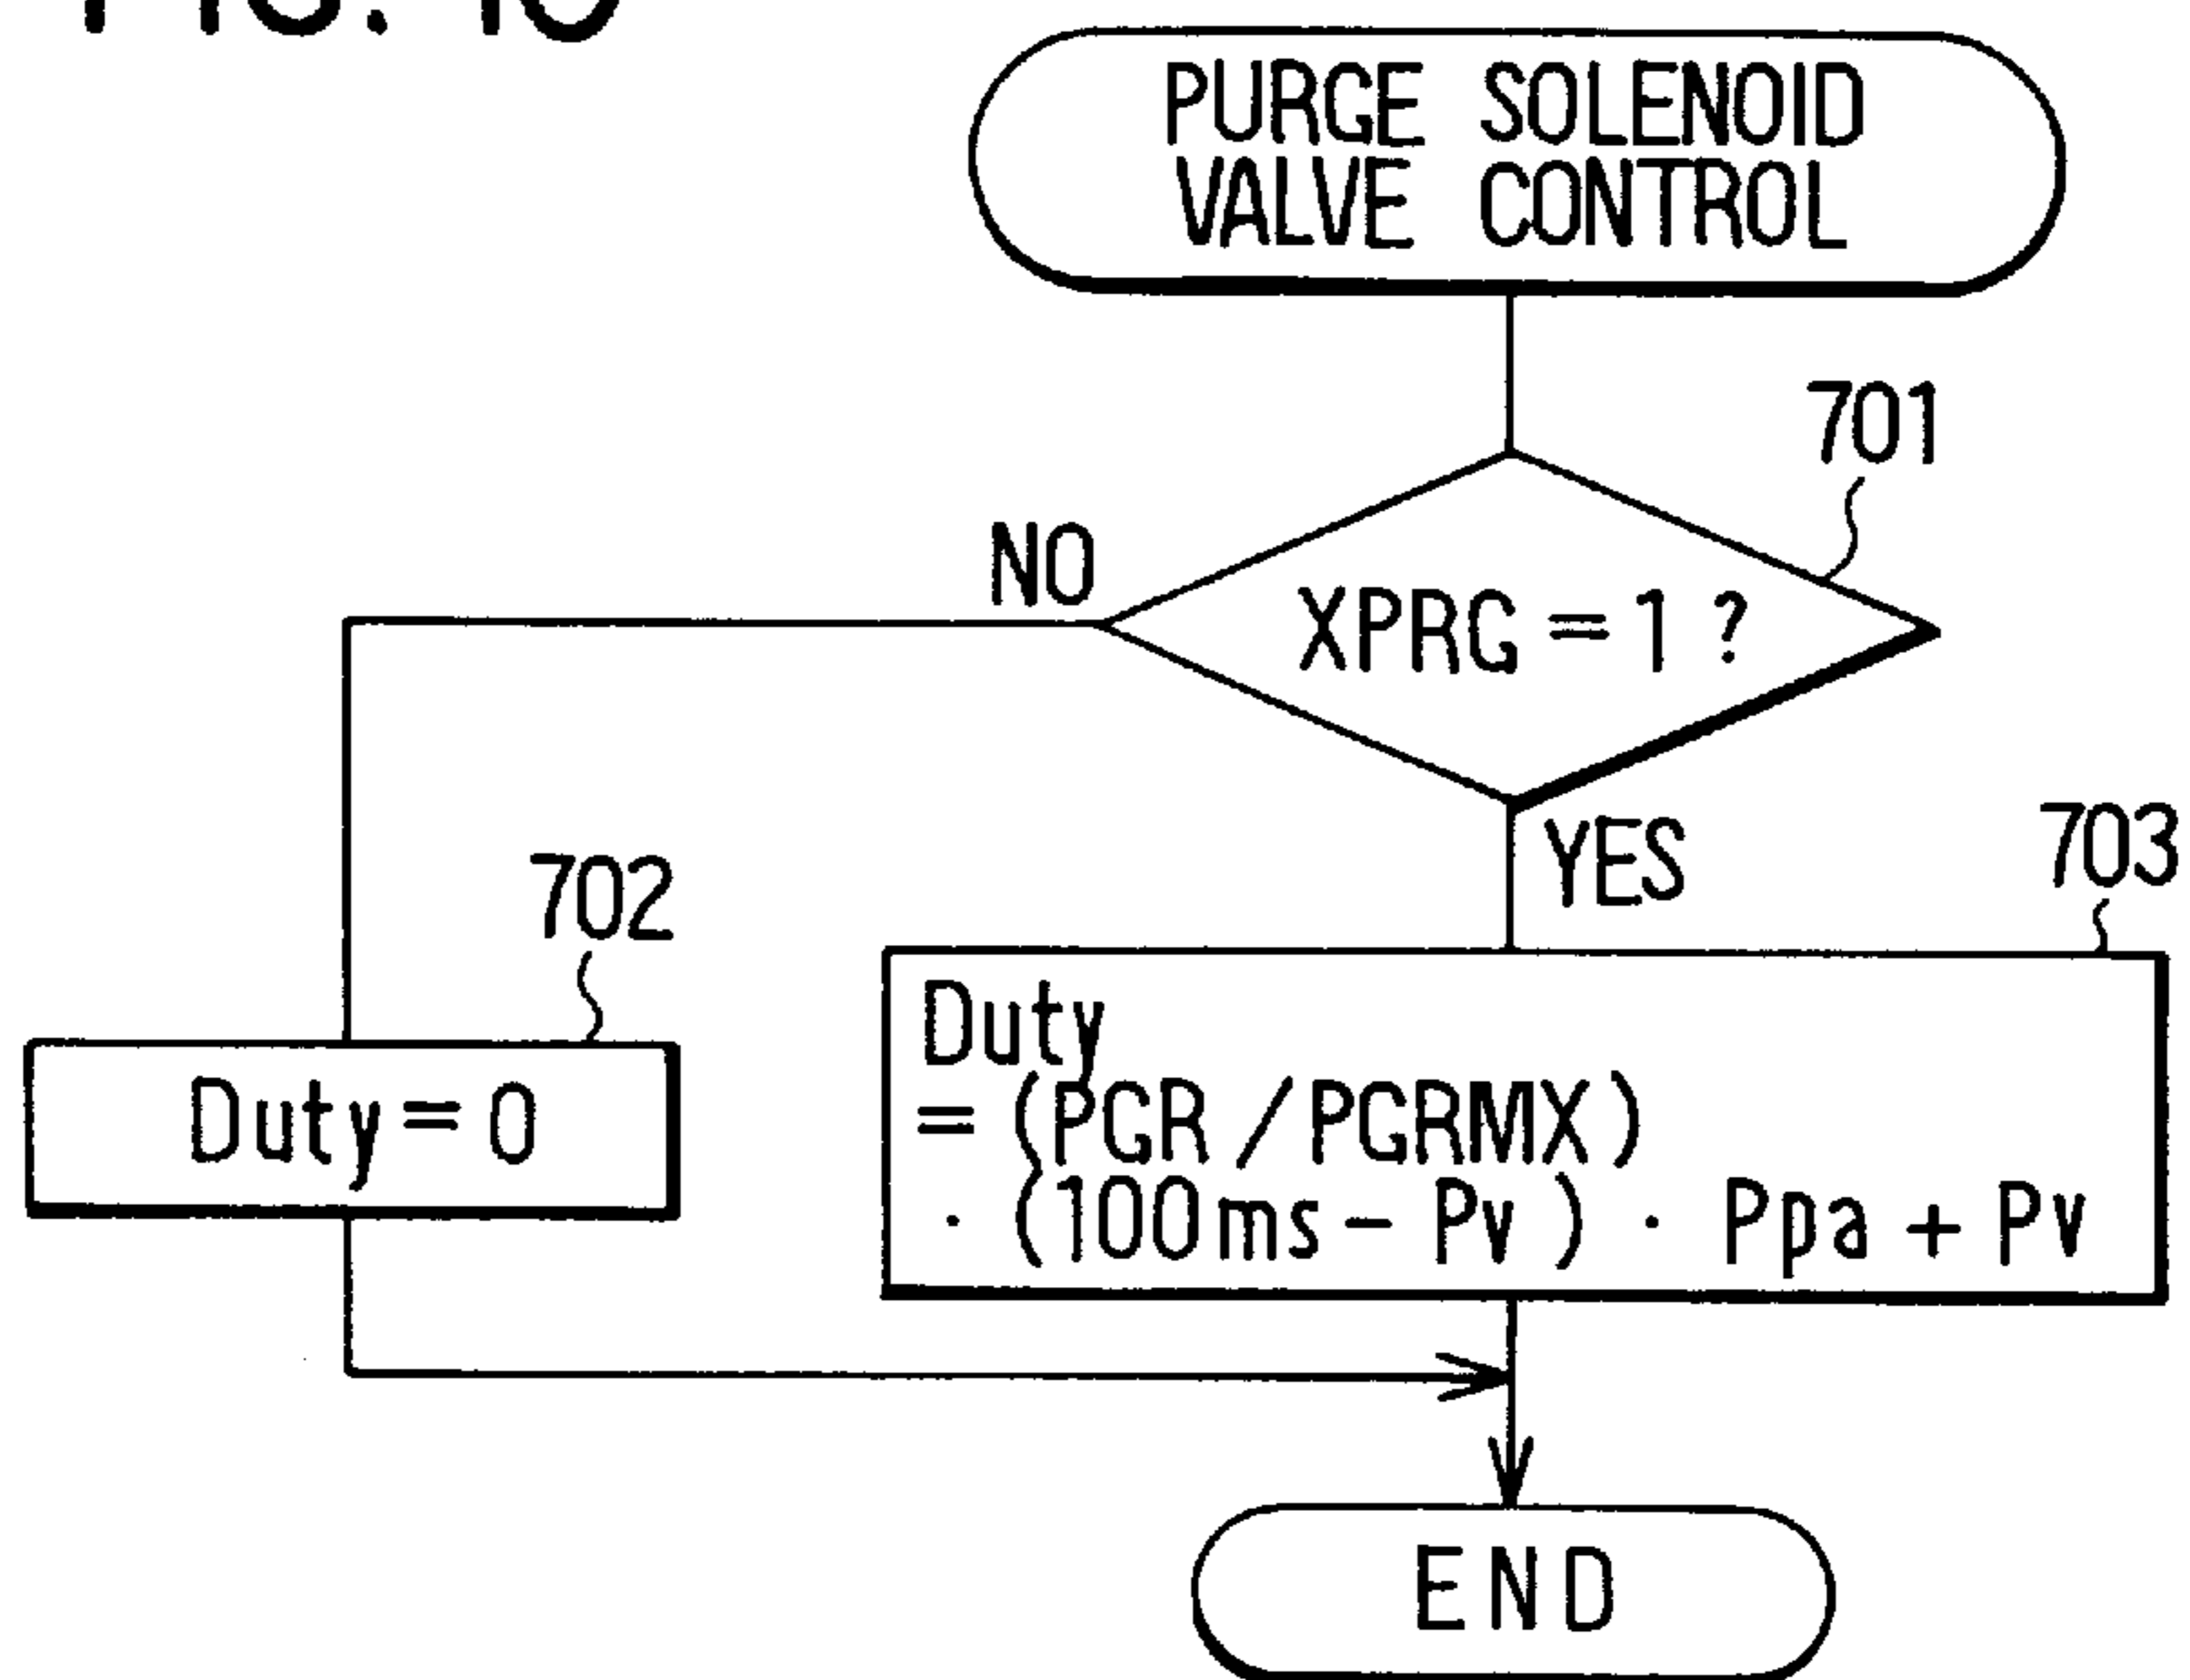 PURGE SOLENOID
VALVE CONTROL
701
NO
XPRG=1?
YES
703
702
Duty
=(PGR/PGRMX)
·(100ms-Pv)·Ppa+Pv
Duty=0
END